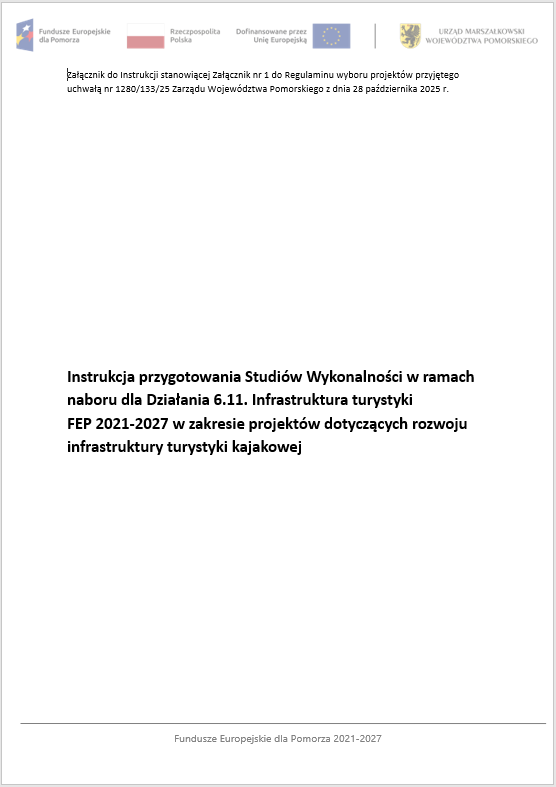 Fundusze Europejskie
dla Pomorza
Rzeczpospolita
Polska
Dofinansowane przez
Unię Europejską
URZĄD MARSZAŁKOWSKI
WOJEWÓDZTWA POMORSKIEGO
Załącznik do Instrukcji stanowiącej Załącznik nr 1 do Regulaminu wyboru projektów przyjętego
uchwałą nr 1280/133/25 Zarządu Województwa Pomorskiego z dnia 28 października 2025 r.
Instrukcja przygotowania Studiów Wykonalności w ramach
naboru dla Działania 6.11. Infrastruktura turystyki
FEP 2021-2027 w zakresie projektów dotyczących rozwoju
infrastruktury turystyki kajakowej
Fundusze Europejskie dla Pomorza 2021-2027